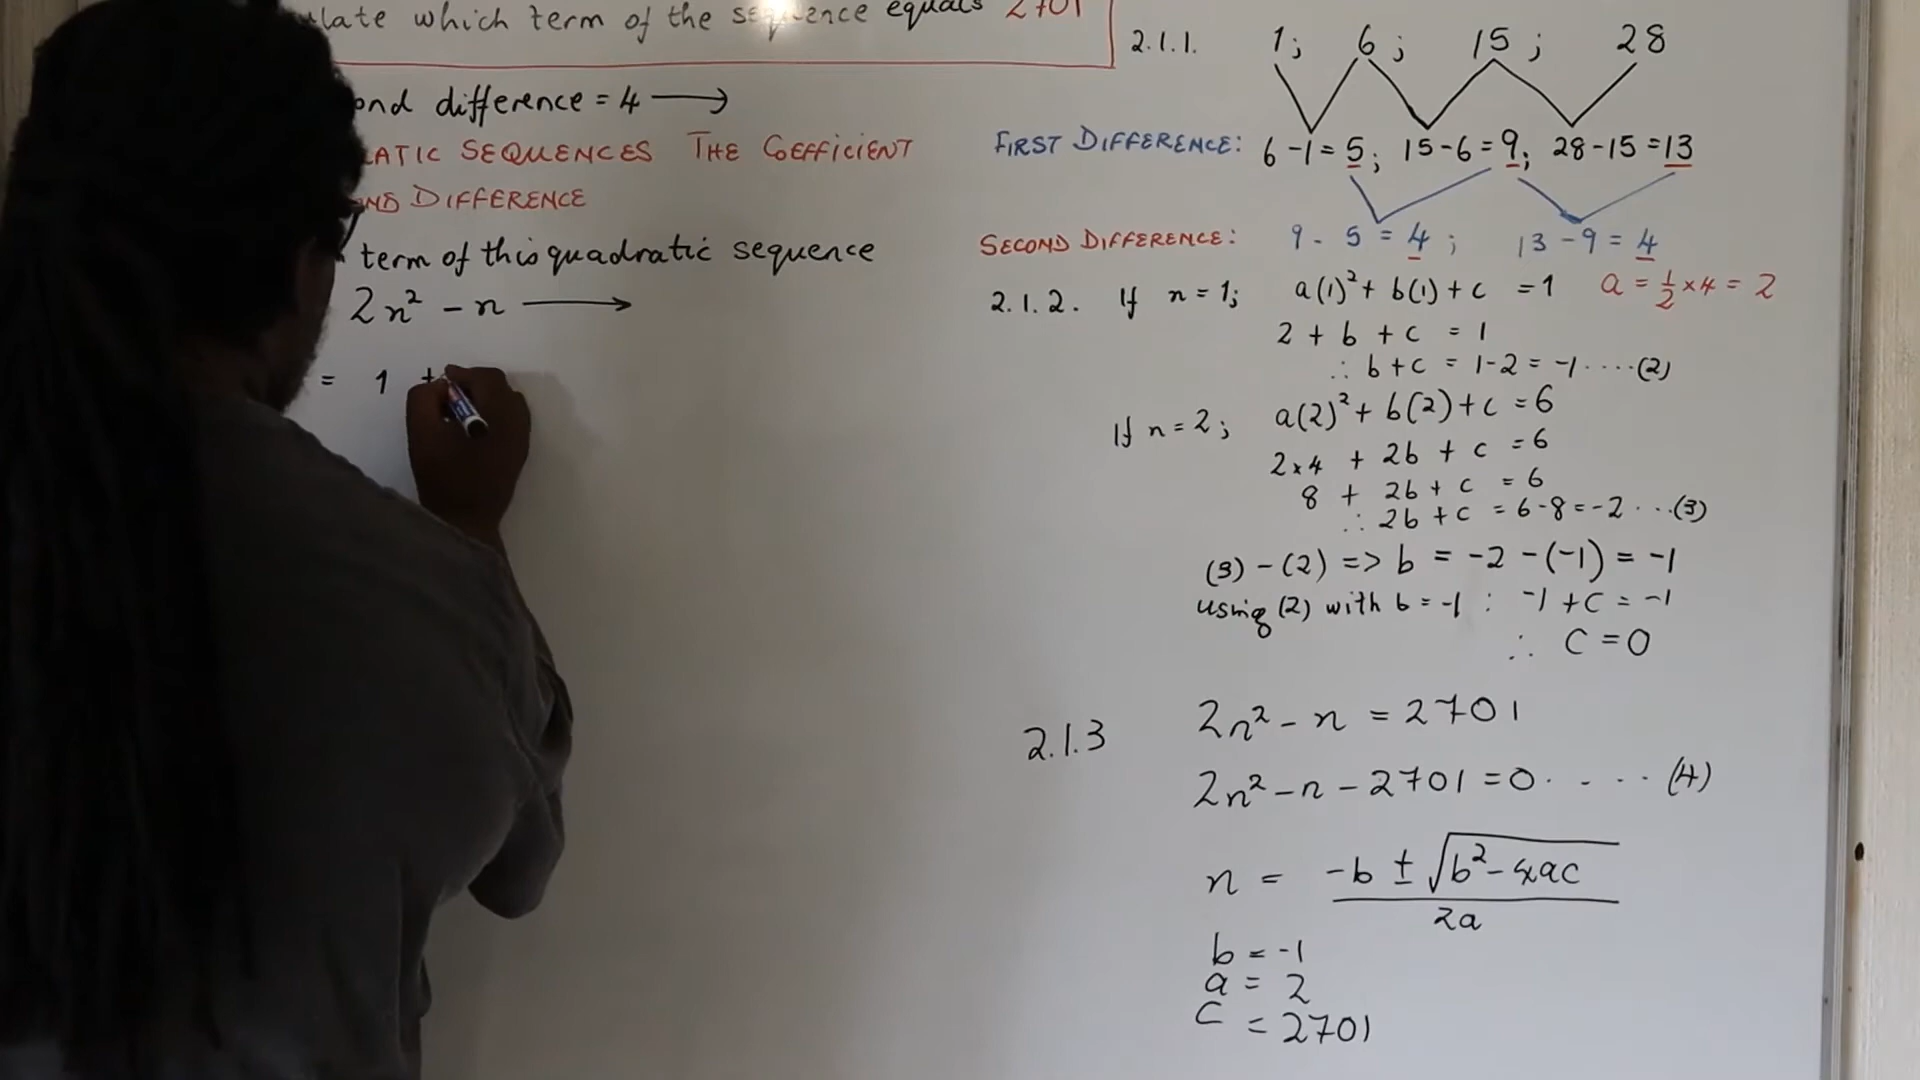 which term of the sequence equals 2701
difference = 4 →
SEQUENCES THE COEFFICIENT
DIFFERENCE
term of this quadratic sequence
2n² - n →
= 1
2.1.1. 1; 6; 15; 28
FIRST DIFFERENCE: 6-1=5; 15-6=9; 28-15=13
SECOND DIFFERENCE: 9-5=4; 13-9=4
2.1.2. If n=1; a(1)²+b(1)+c =1 a=½×4=2
2 + b + c = 1
∴ b+c = 1-2 = -1 ....(2)
If n=2; a(2)²+b(2)+c =6
2×4 + 2b + c =6
8 + 2b + c = 6
∴ 2b + c = 6-8=-2 ...(3)
(3)-(2) => b = -2-(-1) = -1
using (2) with b=-1 : -1+C=-1
∴ C=0
2.1.3 2n²-n = 2701
2n²-n-2701=0. - .. (4)
n = -b ± √b²-4ac
2a
b = -1
a = 2
C = 2701